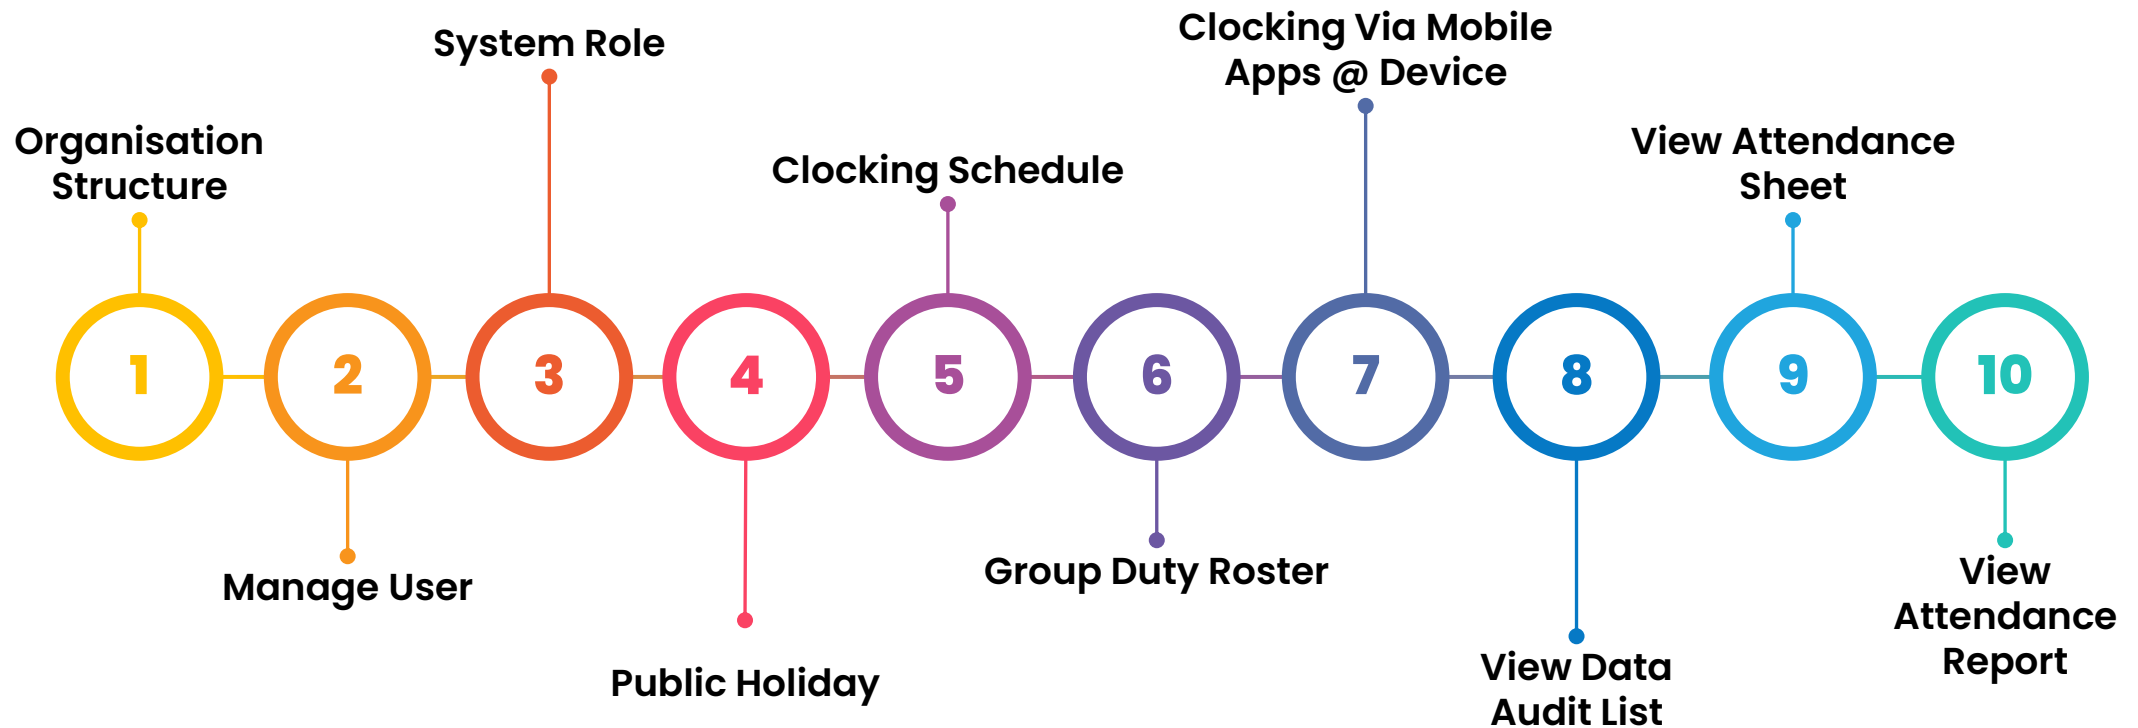 Organisation
Structure
1
2
Manage User
System Role
3
4
Public Holiday
Clocking Schedule
5
6
Group Duty Roster
Clocking Via Mobile
Apps @ Device
7
8
View Data
Audit List
View Attendance
Sheet
9
10
View
Attendance
Report